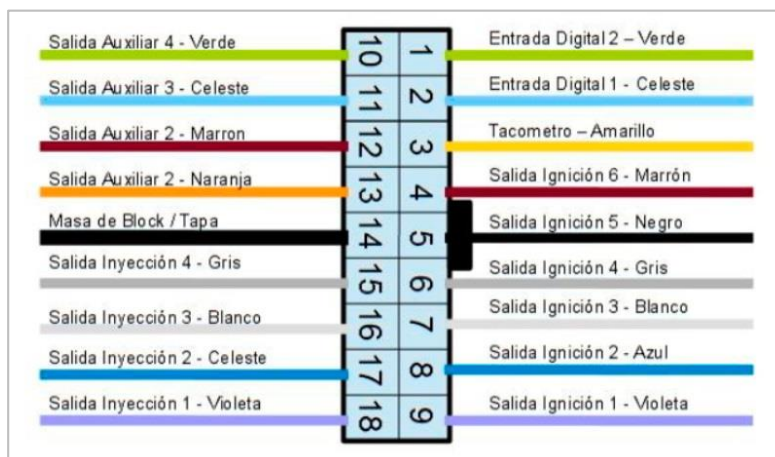 Salida Auxiliar 4 - Verde
10
1
Entrada Digital 2 – Verde
Salida Auxiliar 3 - Celeste
11
2
Entrada Digital 1 - Celeste
Salida Auxiliar 2 - Marron
12
3
Tacometro – Amarillo
Salida Auxiliar 2 - Naranja
13
4
Salida Ignición 6 - Marrón
Masa de Block / Tapa
14
5
Salida Ignición 5 - Negro
Salida Inyección 4 - Gris
15
6
Salida Ignición 4 - Gris
Salida Inyección 3 - Blanco
16
7
Salida Ignición 3 - Blanco
Salida Inyección 2 - Celeste
17
8
Salida Ignición 2 - Azul
Salida Inyección 1 - Violeta
18
9
Salida Ignición 1 - Violeta